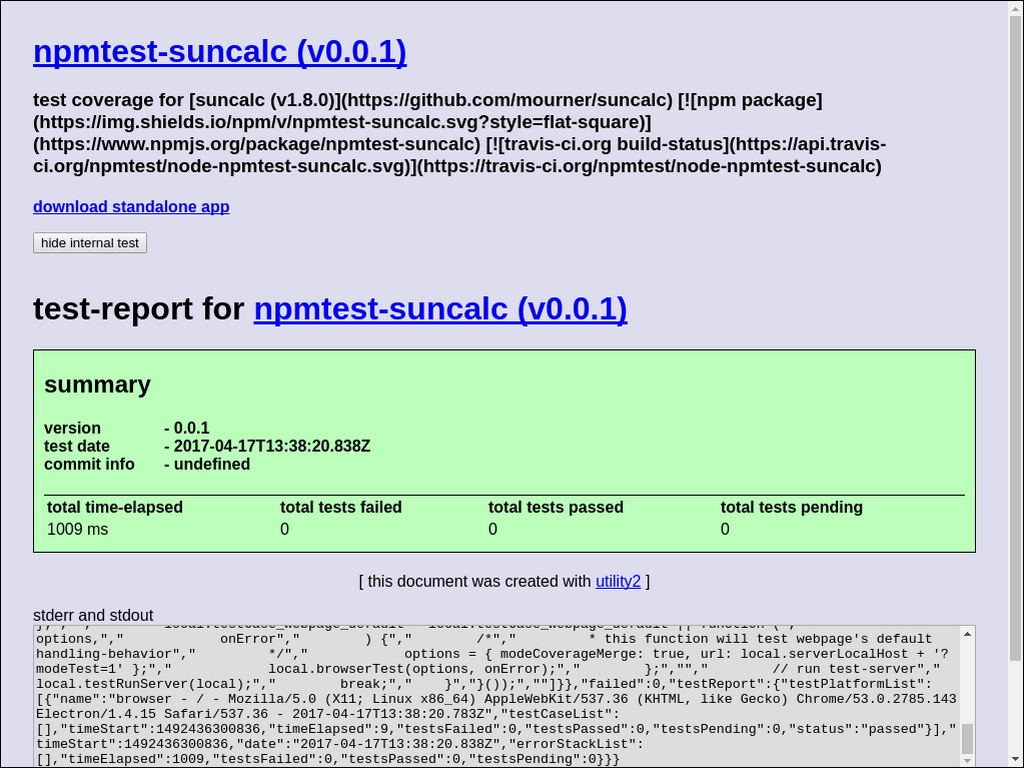 npmtest-suncalc (v0.0.1)
test coverage for [suncalc (v1.8.0)](https://github.com/mourner/suncalc) [![npm package]
(https://img.shields.io/npm/v/npmtest-suncalc.svg?style=flat-square)]
(https://www.npmjs.org/package/npmtest-suncalc) [![travis-ci.org build-status](https://api.travis-
ci.org/npmtest/node-npmtest-suncalc.svg)](https://travis-ci.org/npmtest/node-npmtest-suncalc)
download standalone app
hide internal test
test-report for npmtest-suncalc (v0.0.1)
summary
version - 0.0.1
test date - 2017-04-17T13:38:20.838Z
commit info - undefined
total time-elapsed total tests failed total tests passed total tests pending
1009 ms 0 0 0
[ this document was created with utility2 ]
stderr and stdout
options,"," onError"," ) {"," /*"," * this function will test webpage's default
handling-behavior"," */"," options = { modeCoverageMerge: true, url: local.serverLocalHost + '?
modeTest=1' };"," local.browserTest(options, onError);"," };",""," // run test-server","
local.testRunServer(local);"," break;"," }","}());",""]}},"failed":0,"testReport":{"testPlatformList":
[{"name":"browser - / - Mozilla/5.0 (X11; Linux x86_64) AppleWebKit/537.36 (KHTML, like Gecko) Chrome/53.0.2785.143
Electron/1.4.15 Safari/537.36 - 2017-04-17T13:38:20.783Z","testCaseList":
[],"timeStart":1492436300836,"timeElapsed":9,"testsFailed":0,"testsPassed":0,"testsPending":0,"status":"passed"}],"
timeStart":1492436300836,"date":"2017-04-17T13:38:20.838Z","errorStackList":
[],"timeElapsed":1009,"testsFailed":0,"testsPassed":0,"testsPending":0}}}